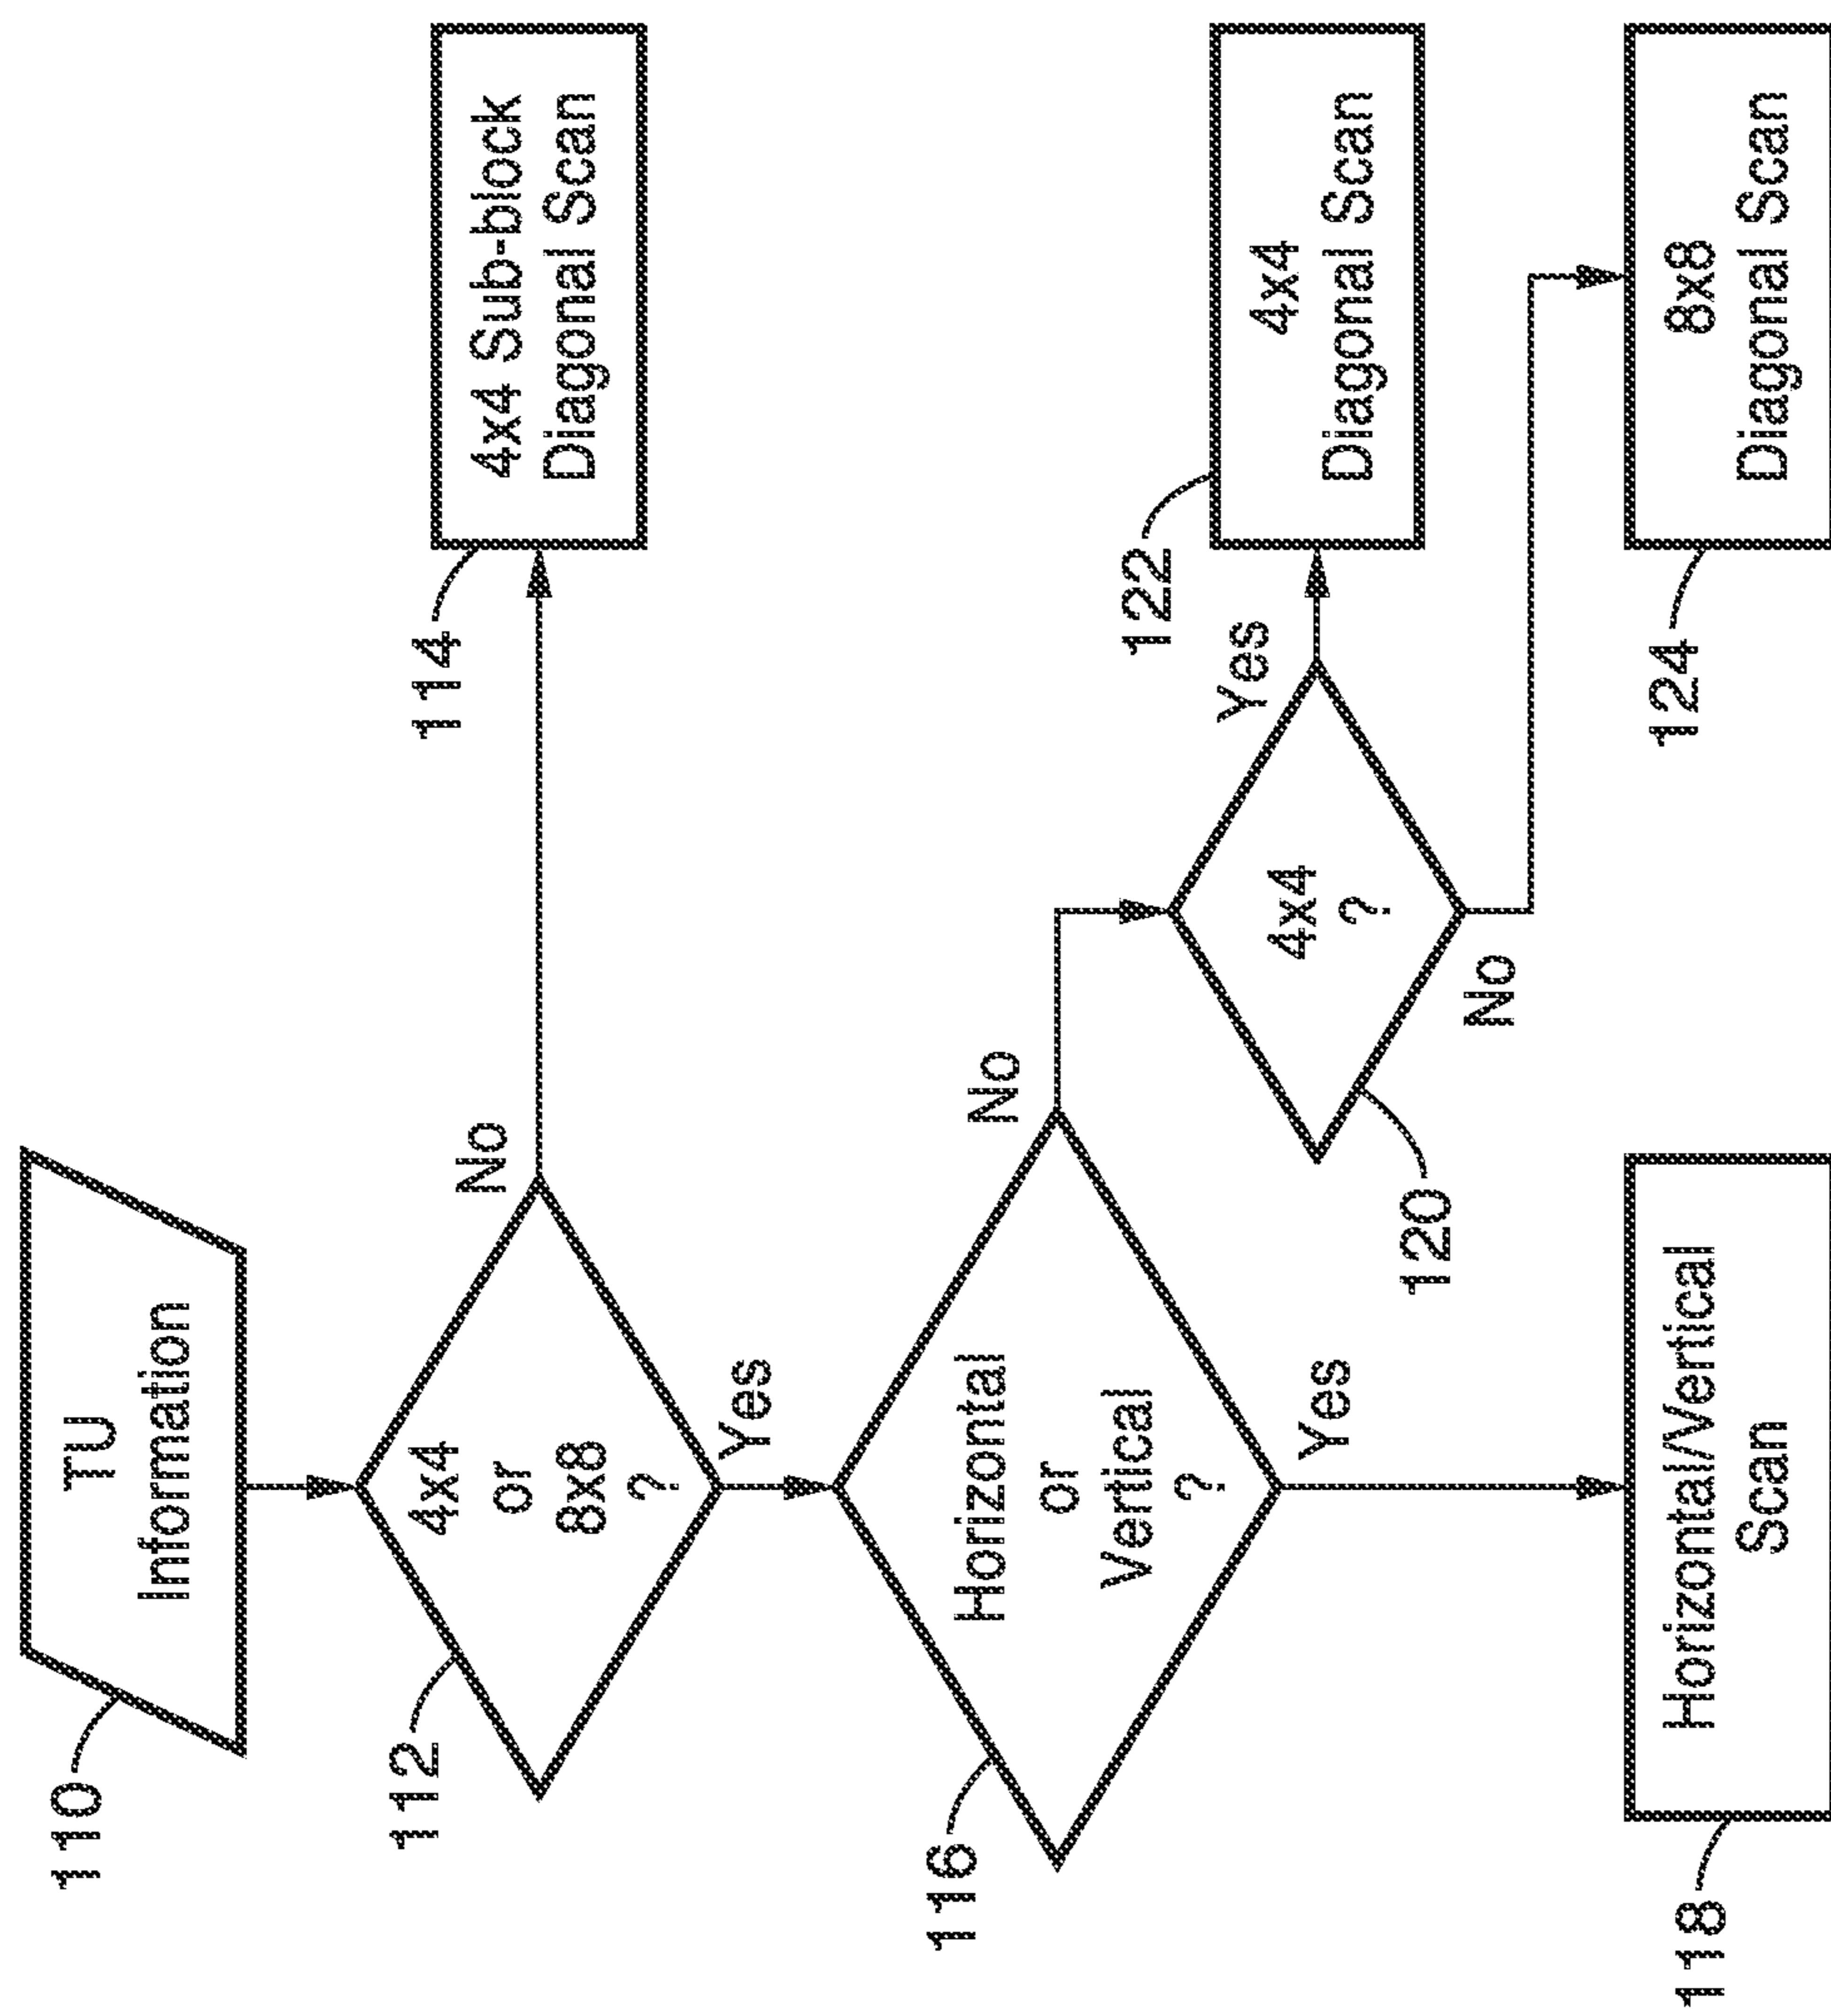 110
TU
Information
112
4x4
or
8x8
?
No
Yes
114
4x4 Sub-block
Diagonal Scan
116
Horizontal
or
Vertical
?
No
Yes
120
4x4
?
Yes
No
122
4x4
Diagonal Scan
118
Horizontal/Vertical
Scan
124
8x8
Diagonal Scan